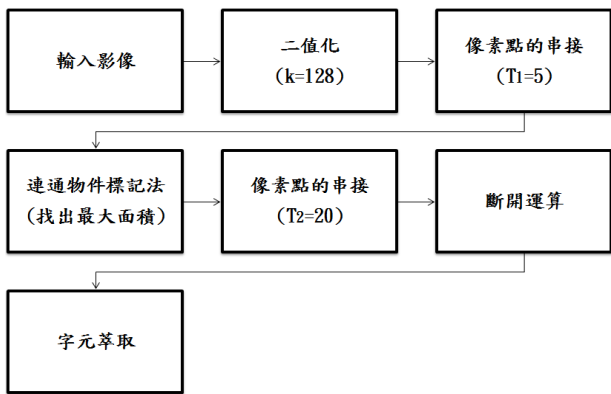 輸入影像
二值化
(k=128)
像素點的串接
(T1=5)
連通物件標記法
(找出最大面積)
像素點的串接
(T2=20)
斷開運算
字元萃取